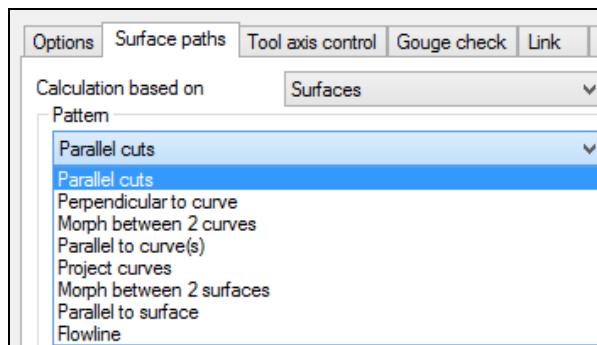 Options Surface paths Tool axis control Gouge check Link
Calculation based on Surfaces
Pattern
Parallel cuts
Parallel cuts
Perpendicular to curve
Morph between 2 curves
Parallel to curve(s)
Project curves
Morph between 2 surfaces
Parallel to surface
Flowline